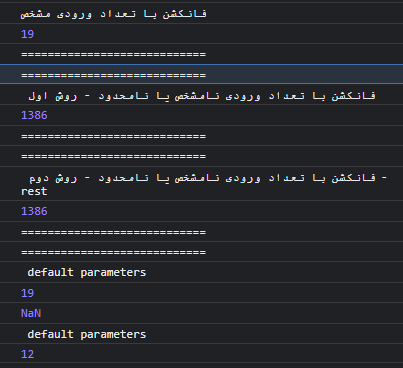 فانکشن با تعداد ورودی مشخص
19
============================
============================
فانکشن با تعداد ورودی نامشخص یا نامحدود - روش اول
1386
============================
============================
فانکشن با تعداد ورودی نامشخص یا نامحدود - روش دوم -
rest
1386
============================
============================
default parameters
19
NaN
default parameters
12